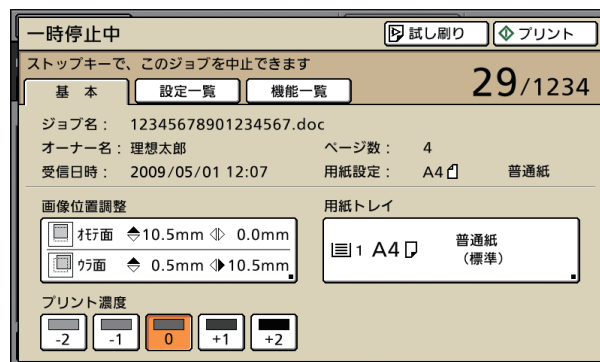 一時停止中
試し刷り
プリント
ストップキーで、このジョブを中止できます
基 本
設定一覧
機能一覧
29/1234
ジョブ名: 12345678901234567.doc
オーナー名: 理想太郎
ページ数: 4
受信日時: 2009/05/01 12:07
用紙設定: A4 普通紙
画像位置調整
用紙トレイ
オモテ面 10.5mm 0.0mm
ウラ面 0.5mm 10.5mm
1 A4 普通紙
(標準)
プリント濃度
-2 -1 0 +1 +2